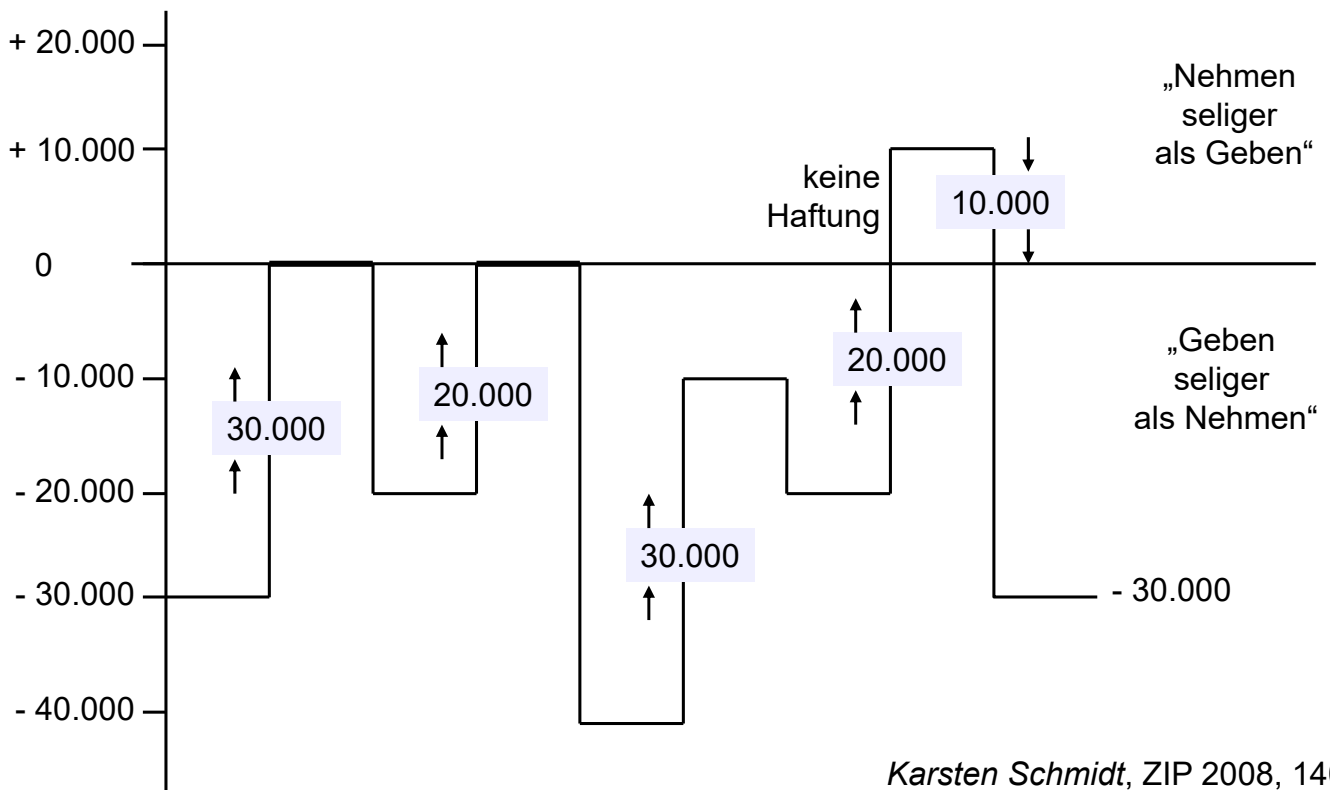 + 20.000
„Nehmen
seliger
als Geben“
+ 10.000
keine
Haftung
10.000
0
„Geben
seliger
als Nehmen“
- 10.000
30.000
20.000
20.000
- 20.000
30.000
- 30.000
- 30.000
- 40.000
Karsten Schmidt, ZIP 2008, 140